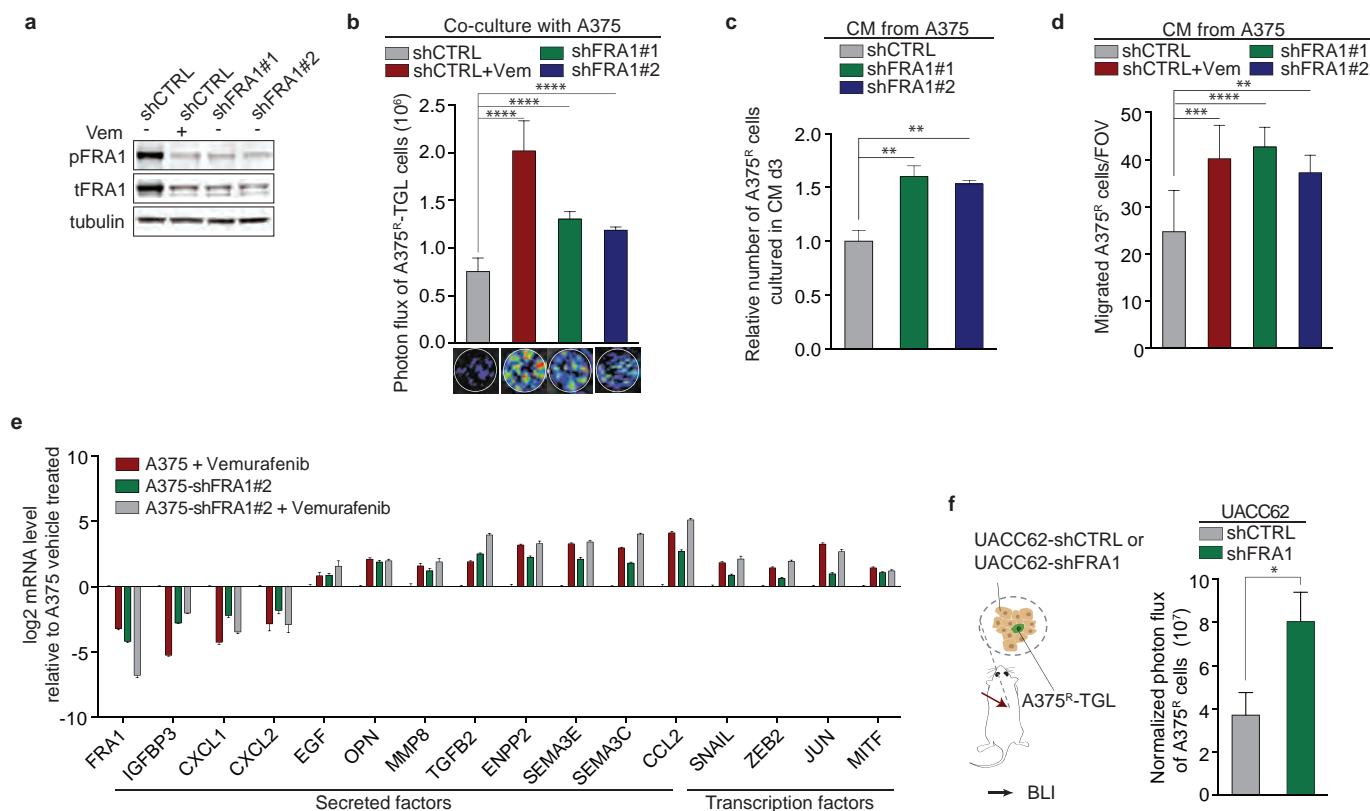 a
shCTRL shCTRL shFRA1#1 shFRA1#2
Vem - + - -
pFRA1
tFRA1
tubulin
b
Co-culture with A375
shCTRL shFRA1#1
shCTRL+Vem shFRA1#2
Photon flux of A375ᴿ-TGL cells (10⁶)
2.5
2.0
1.5
1.0
0.5
0.0
****
****
****
c
CM from A375
shCTRL
shFRA1#1
shFRA1#2
Relative number of A375ᴿ cells
cultured in CM d3
2.0
1.5
1.0
0.5
0.0
**
**
d
CM from A375
shCTRL shFRA1#1
shCTRL+Vem shFRA1#2
Migrated A375ᴿ cells/FOV
50
40
30
20
10
0
**
****
***
e
A375 + Vemurafenib
A375-shFRA1#2
A375-shFRA1#2 + Vemurafenib
log2 mRNA level
relative to A375 vehicle treated
10
5
0
-5
-10
FRA1 IGFBP3 CXCL1 CXCL2 EGF OPN MMP8 TGFB2 ENPP2 SEMA3E SEMA3C CCL2 SNAIL ZEB2 JUN MITF
Secreted factors Transcription factors
f
UACC62-shCTRL or
UACC62-shFRA1
A375ᴿ-TGL
BLI
UACC62
shCTRL
shFRA1
Normalized photon flux
of A375ᴿ cells (10⁷)
10
8
6
4
2
0
*